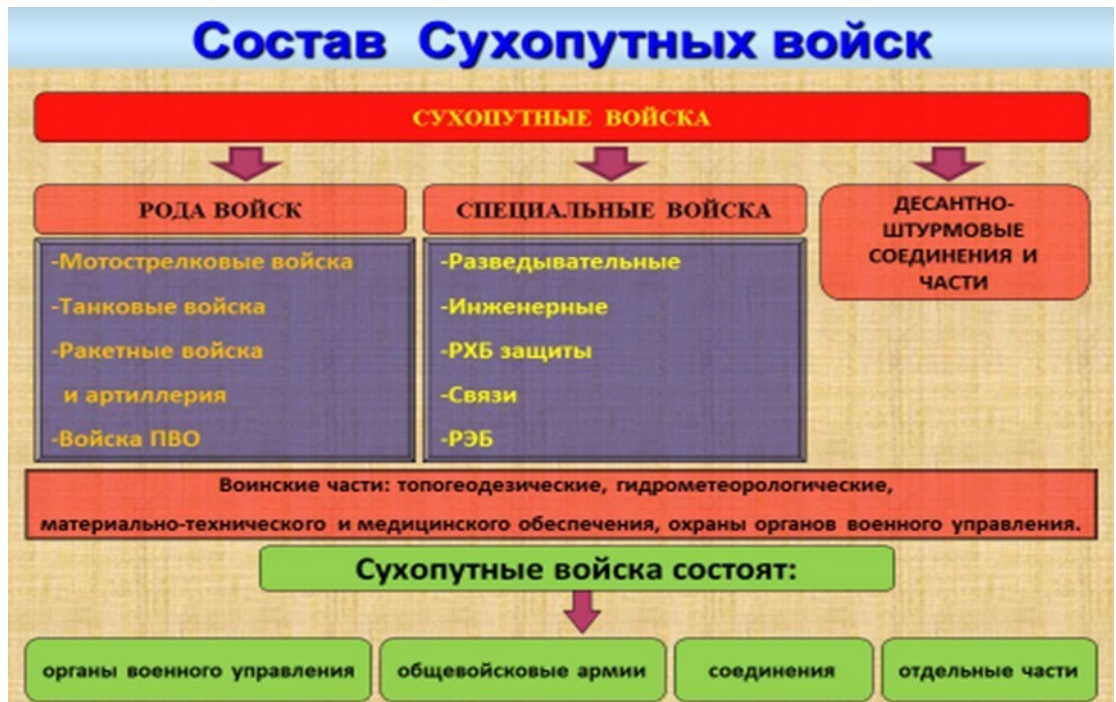 Состав Сухопутных войск
СУХОПУТНЫЕ ВОЙСКА
РОДА ВОЙСК
-Мотострелковые войска
-Танковые войска
-Ракетные войска
и артиллерия
-Войска ПВО
СПЕЦИАЛЬНЫЕ ВОЙСКА
-Разведывательные
-Инженерные
-РХБ защиты
-Связи
-РЭБ
ДЕСАНТНО-
ШТУРМОВЫЕ
СОЕДИНЕНИЯ И
ЧАСТИ
Воинские части: топогеодезические, гидрометеорологические,
материально-технического и медицинского обеспечения, охраны органов военного управления.
Сухопутные войска состоят:
органы военного управления
общевойсковые армии
соединения
отдельные части